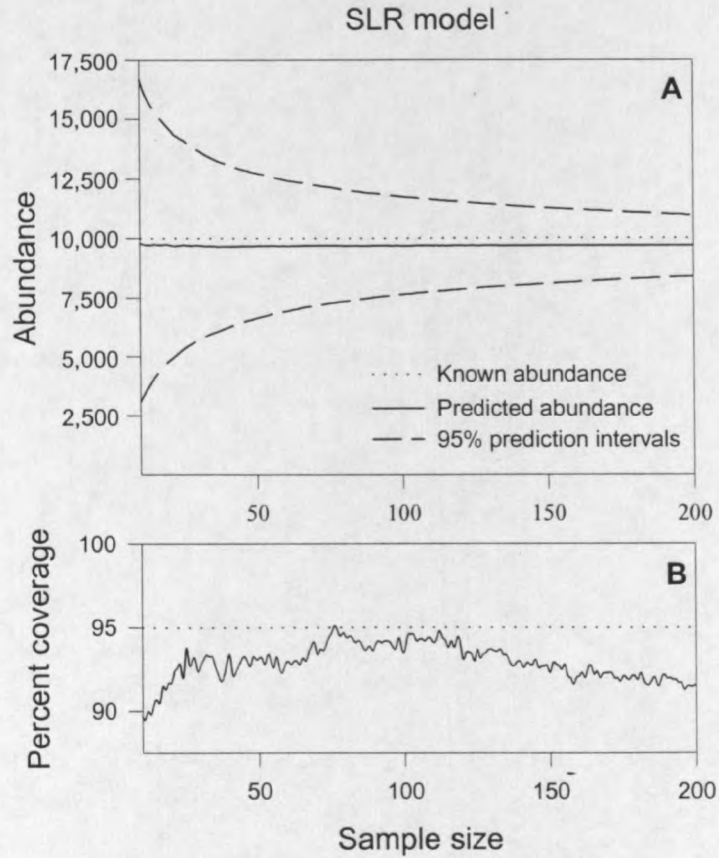 SLR model
A
17,500
15,000
12,500
10,000
7,500
5,000
2,500
Abundance
Known abundance
Predicted abundance
95% prediction intervals
50
100
150
200
B
100
95
90
Percent coverage
50
100
150
200
Sample size